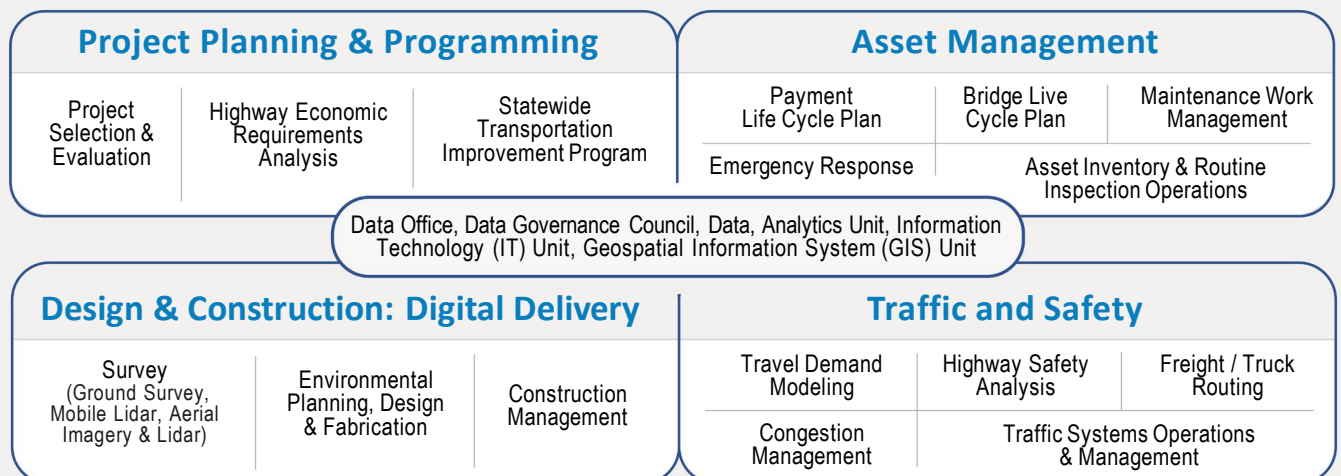 Project Planning & Programming
Project
Selection &
Evaluation
Highway Economic
Requirements
Analysis
Statewide
Transportation
Improvement Program
Asset Management
Payment
Life Cycle Plan
Bridge Live
Cycle Plan
Maintenance Work
Management
Emergency Response
Asset Inventory & Routine
Inspection Operations
Data Office, Data Governance Council, Data, Analytics Unit, Information
Technology (IT) Unit, Geospatial Information System (GIS) Unit
Design & Construction: Digital Delivery
Survey
(Ground Survey,
Mobile Lidar, Aerial
Imagery & Lidar)
Environmental
Planning, Design
& Fabrication
Construction
Management
Traffic and Safety
Travel Demand
Modeling
Highway Safety
Analysis
Freight / Truck
Routing
Congestion
Management
Traffic Systems Operations
& Management